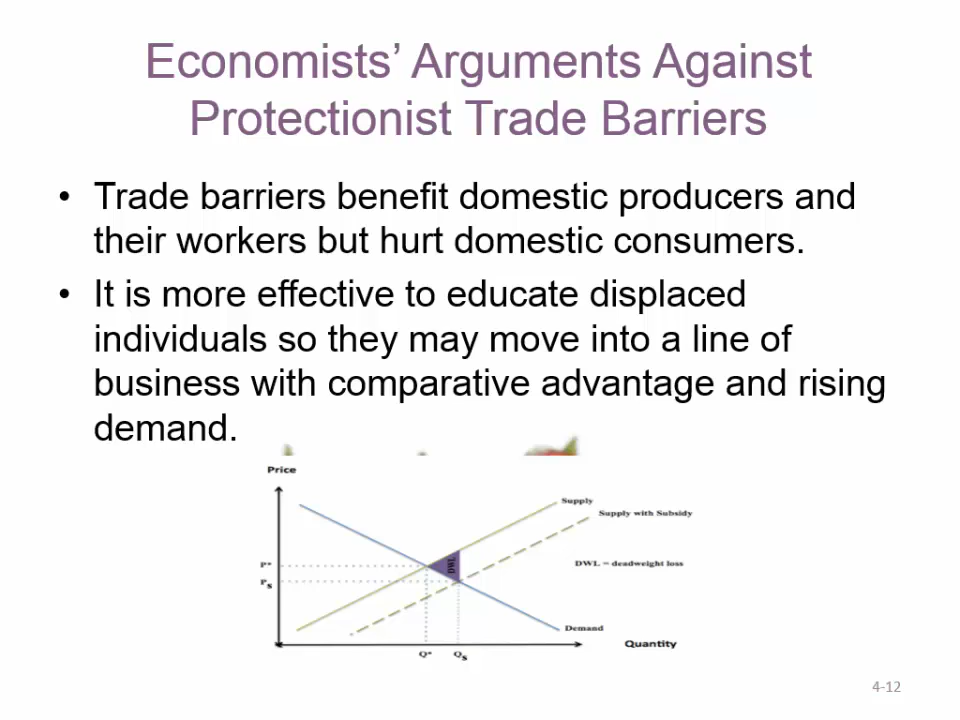 Economists’ Arguments Against
Protectionist Trade Barriers
• Trade barriers benefit domestic producers and
their workers but hurt domestic consumers.
• It is more effective to educate displaced
individuals so they may move into a line of
business with comparative advantage and rising
demand.
Price
Supply
Supply with Subsidy
DWL
DWL = deadweight loss
P*
Ps
Demand
Quantity
Q*
Qs
4-12